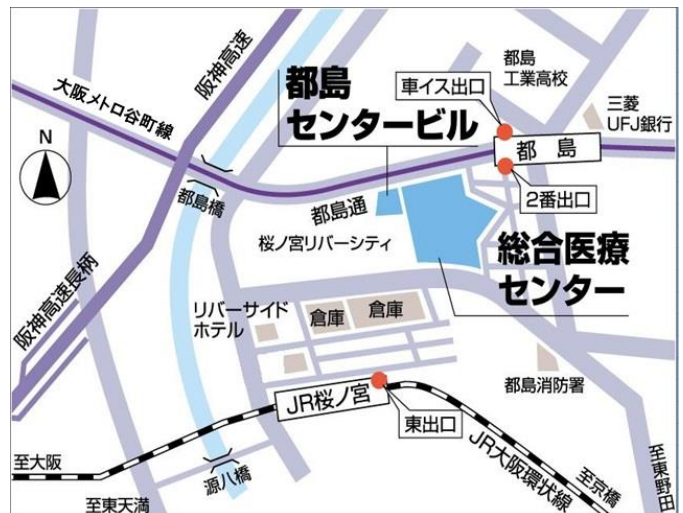 阪神高速
大阪メトロ谷町線
都島
センタービル
車イス出口
都島
工業高校
三菱
UFJ銀行
都島
2番出口
N
都島橋
都島通
桜ノ宮リバーシティ
総合医療
センター
阪神高速長柄
リバーサイド
ホテル
倉庫
倉庫
都島消防署
JR桜ノ宮
東出口
JR大阪環状線
至大阪
源八橋
至東天満
至京橋
至東野田